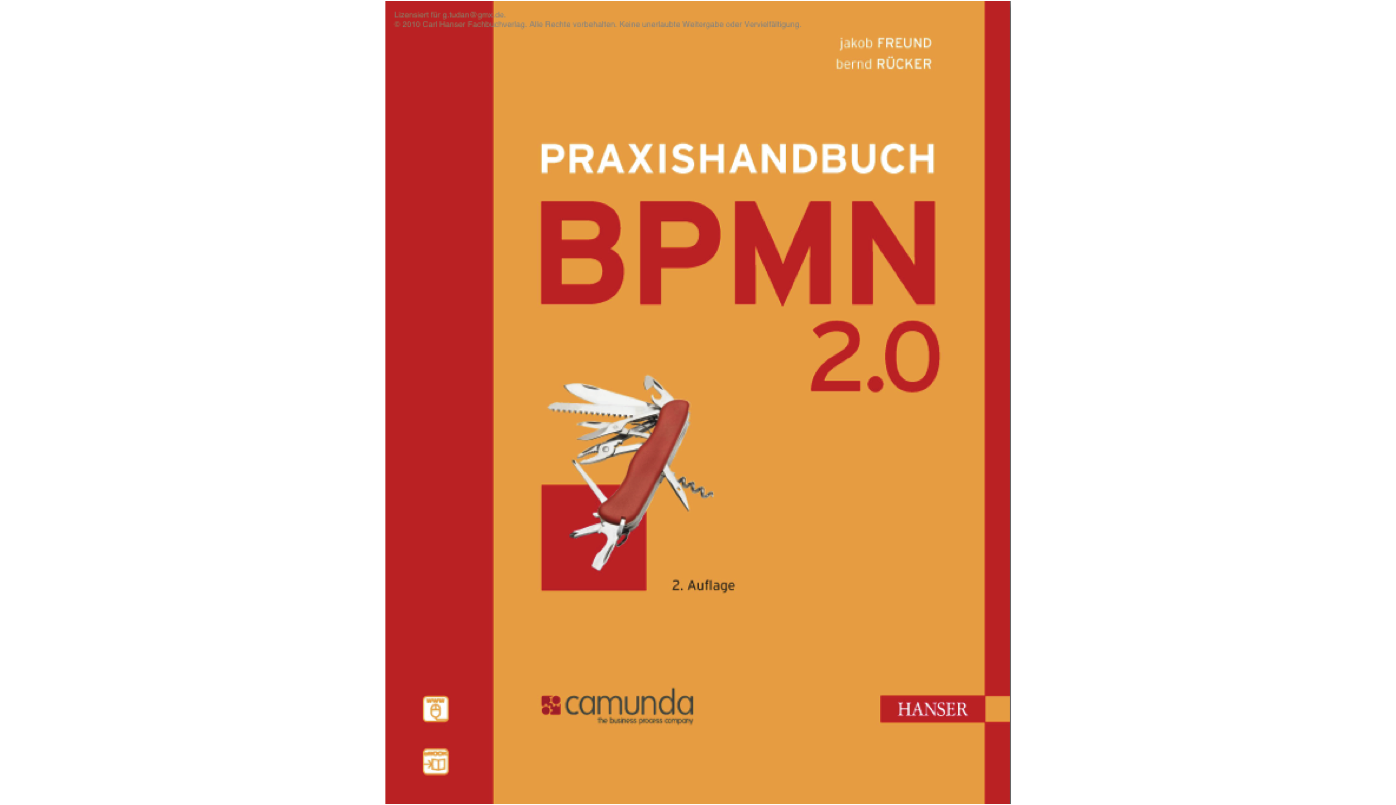 Lizensiert für g.tudan@gmx.de.
© 2010 Carl Hanser Fachbuchverlag. Alle Rechte vorbehalten. Keine unerlaubte Weitergabe oder Vervielfältigung.
jakob FREUND
bernd RÜCKER
PRAXISHANDBUCH
BPMN
2.0
2. Auflage
camunda
the business process company
HANSER